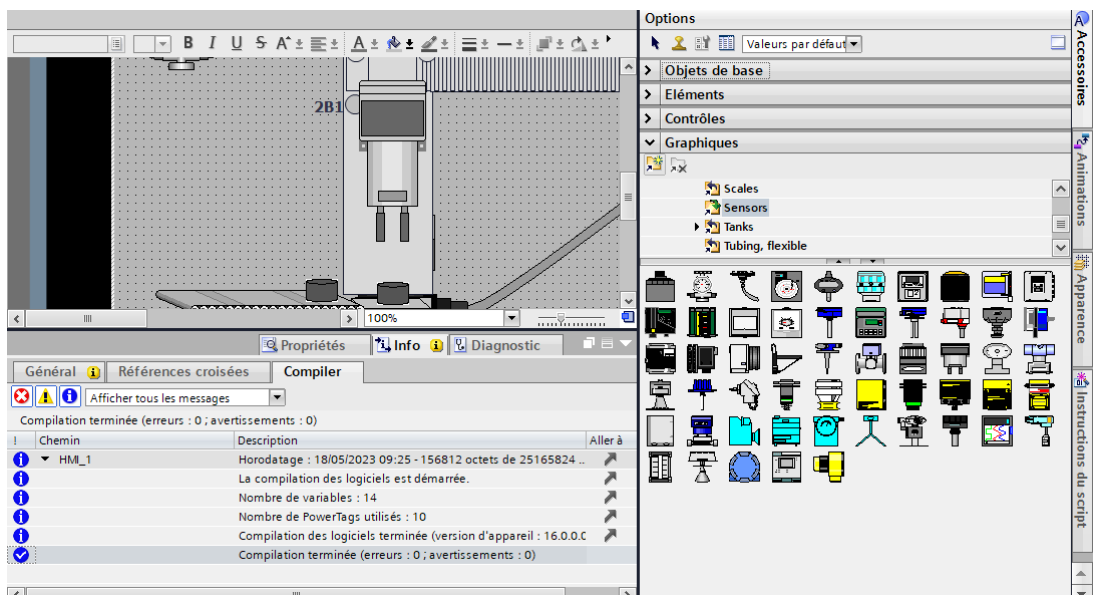 Options
B I U S A
Valeurs par défaut
Objets de base
Eléments
Contrôles
Graphiques
Scales
Sensors
Tanks
Tubing, flexible
2B1
100%
Propriétés
Info
Diagnostic
Général
Références croisées
Compiler
Afficher tous les messages
Compilation terminée (erreurs : 0 ; avertissements : 0)
! Chemin Description Aller à
HMI_1 Horodatage : 18/05/2023 09:25 - 156812 octets de 25165824 ..
La compilation des logiciels est démarrée.
Nombre de variables : 14
Nombre de PowerTags utilisés : 10
Compilation des logiciels terminée (version d'appareil : 16.0.0.0
Compilation terminée (erreurs : 0 ; avertissements : 0)
Accessoires
Animations
Apparence
Instructions du script